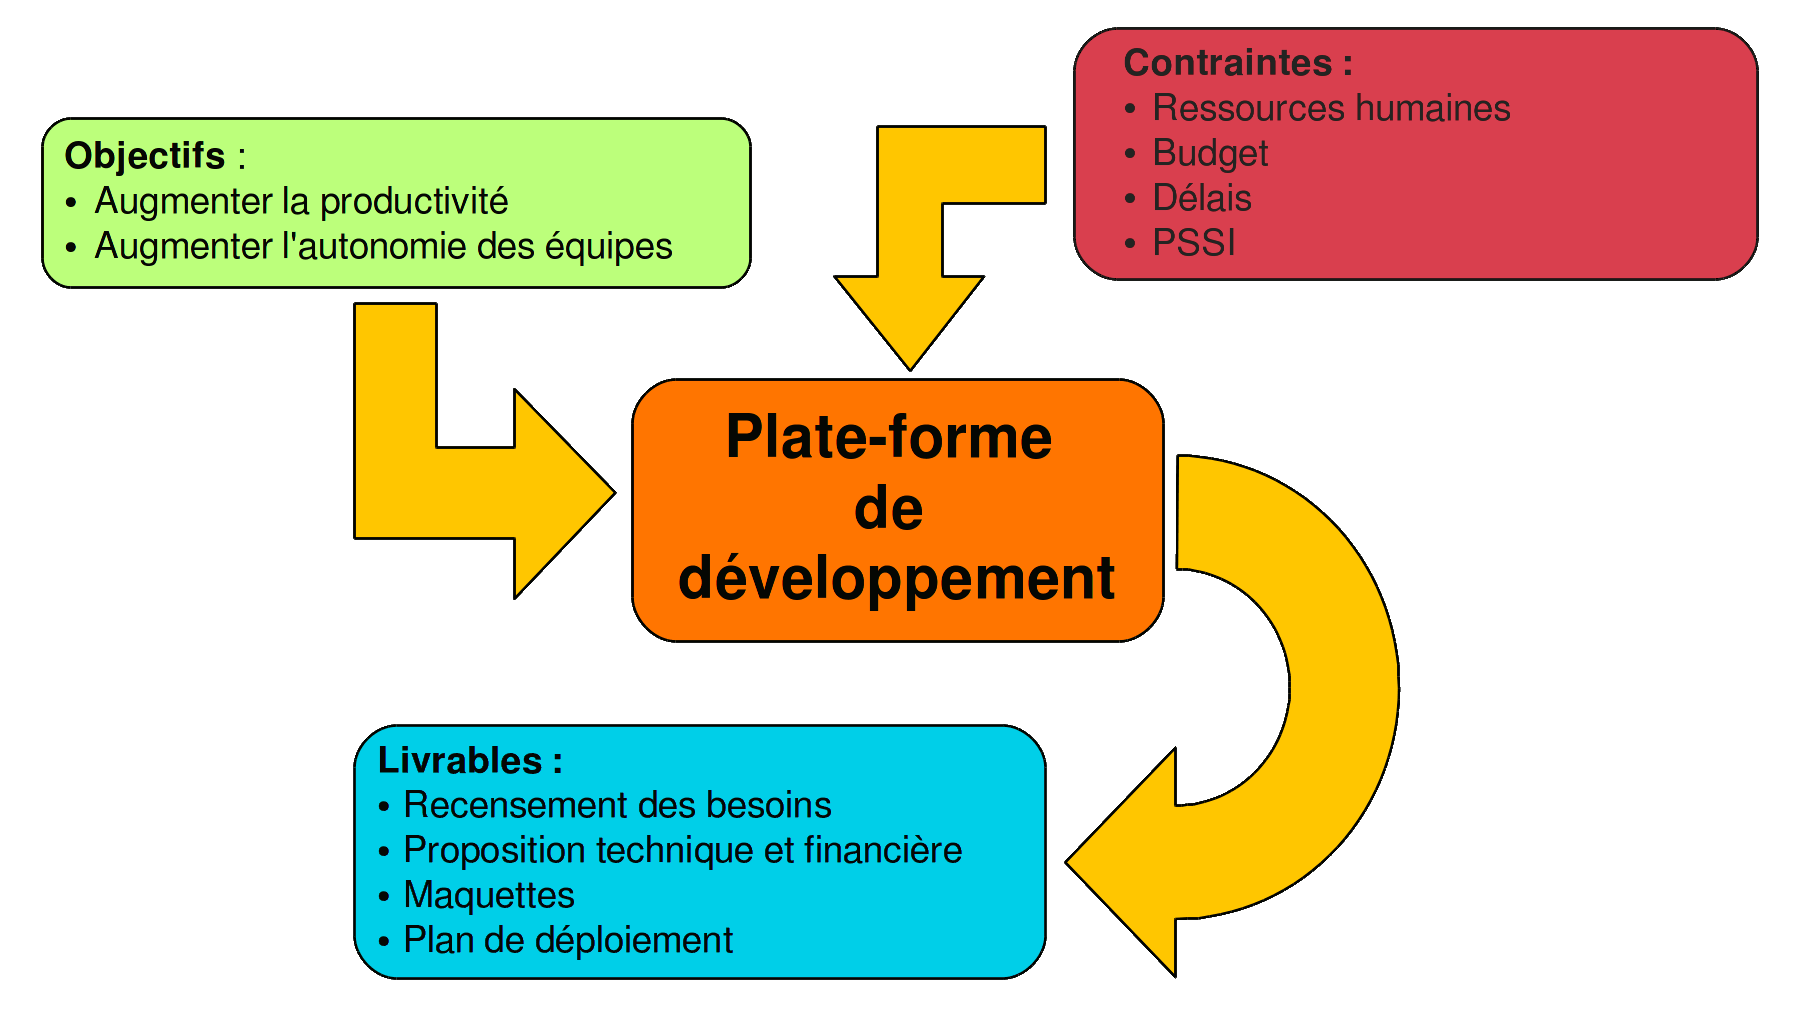 Objectifs :
• Augmenter la productivité
• Augmenter l'autonomie des équipes
Contraintes :
• Ressources humaines
• Budget
• Délais
• PSSI
Plate-forme
de
développement
Livrables :
• Recensement des besoins
• Proposition technique et financière
• Maquettes
• Plan de déploiement